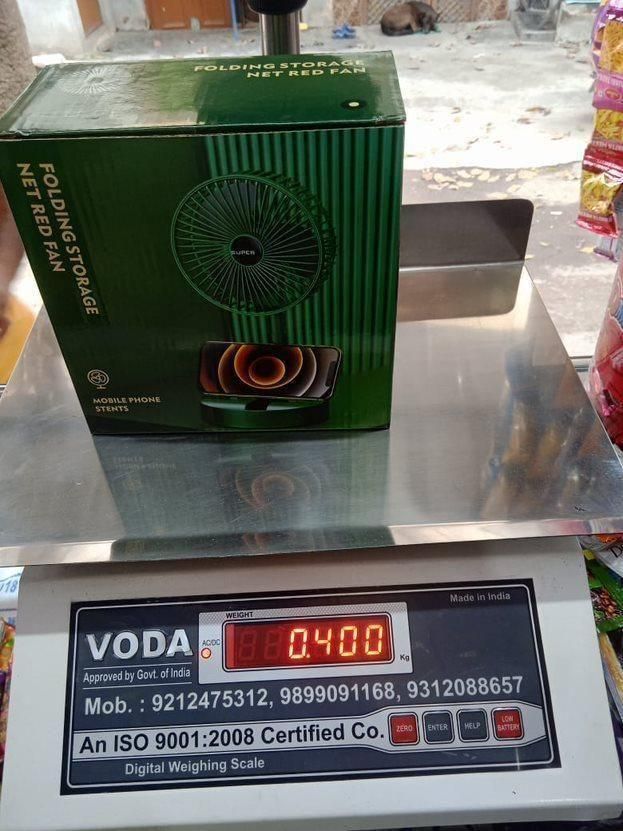 FOLDING STORAGE
NET RED FAN
FOLDING STORAGE
NET RED FAN
SUPER
MOBILE PHONE
STENTS
Made in India
WEIGHT
VODA
AC/DC
0.400
Kg
Approved by Govt. of India
Mob. : 9212475312, 9899091168, 9312088657
An ISO 9001:2008 Certified Co.
ZERO
ENTER
HELP
LOW
BATTERY
Digital Weighing Scale